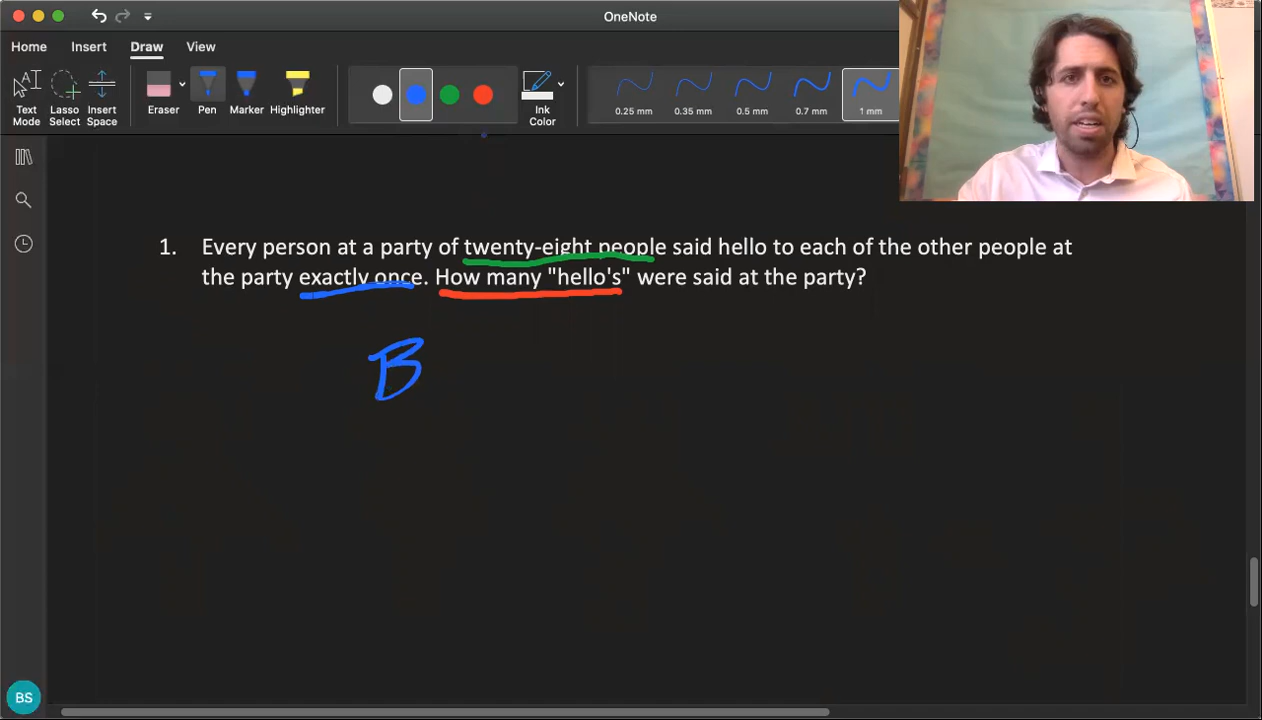 OneNote
Home Insert Draw View
Text Mode
Lasso Select
Insert Space
Eraser
Pen
Marker
Highlighter
Ink Color
0.25 mm
0.35 mm
0.5 mm
0.7 mm
1 mm
1. Every person at a party of twenty-eight people said hello to each of the other people at
the party exactly once. How many "hello's" were said at the party?
B
BS